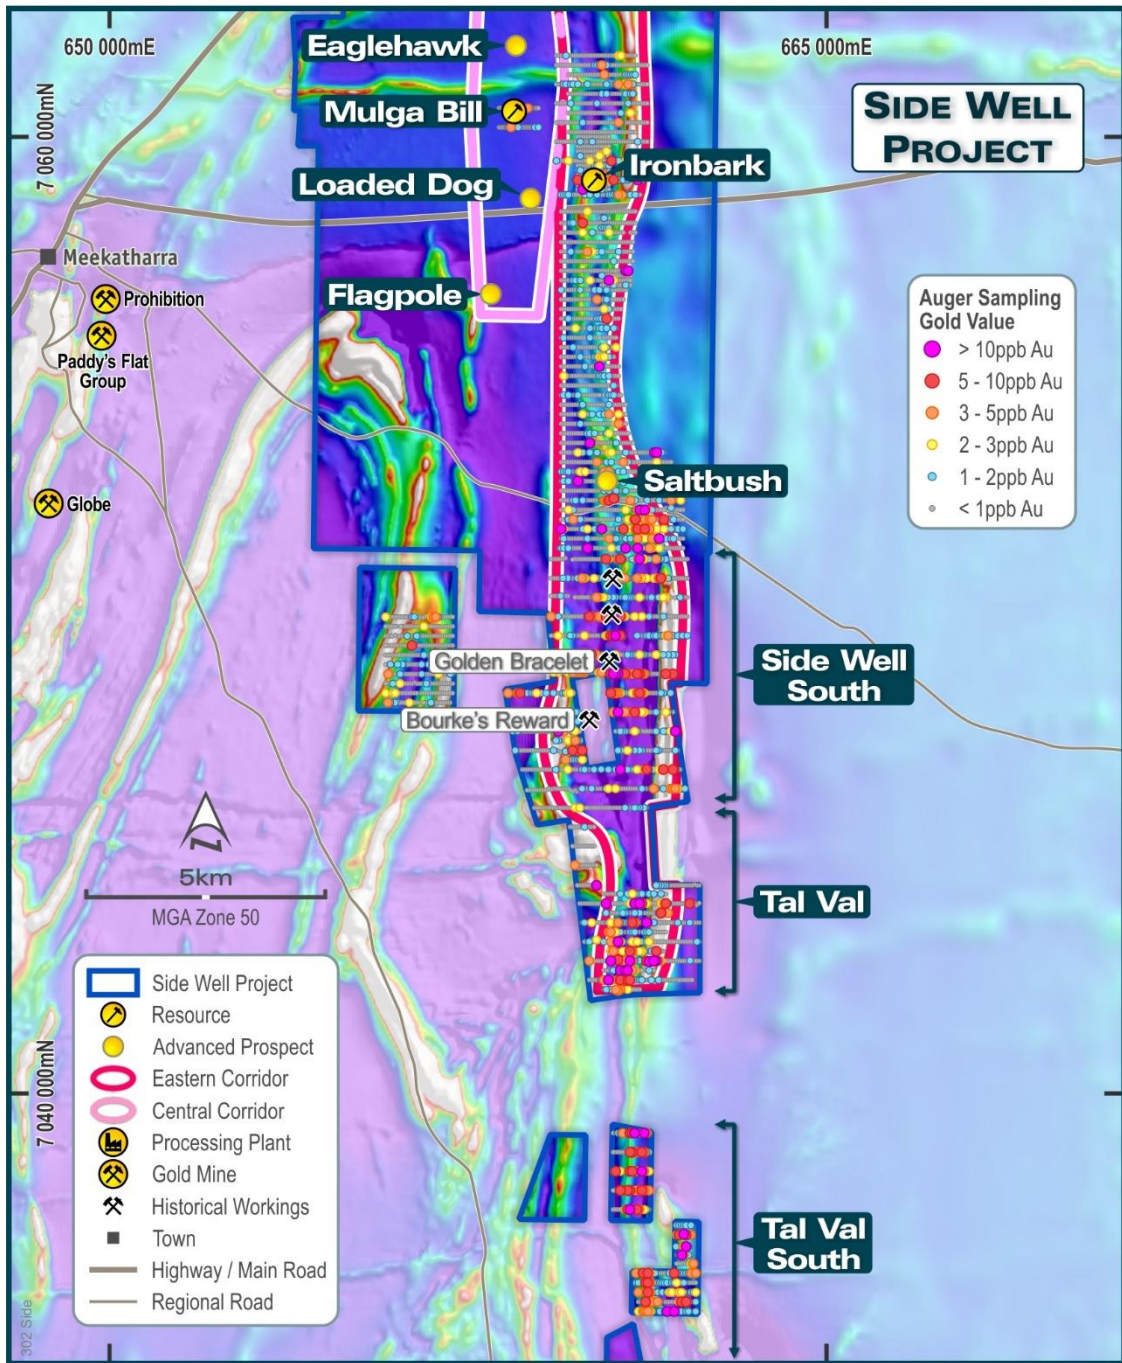 650 000mE
665 000mE
Eaglehawk
SIDE WELL
PROJECT
Mulga Bill
7 060 000mN
Ironbark
Loaded Dog
Meekatharra
Flagpole
Prohibition
Paddy's Flat
Group
Auger Sampling
Gold Value
> 10ppb Au
5 - 10ppb Au
3 - 5ppb Au
2 - 3ppb Au
1 - 2ppb Au
< 1ppb Au
Saltbush
Globe
Golden Bracelet
Side Well
South
Bourke's Reward
N
5km
MGA Zone 50
Tal Val
Side Well Project
Resource
Advanced Prospect
Eastern Corridor
Central Corridor
Processing Plant
Gold Mine
Historical Workings
Town
Highway / Main Road
Regional Road
7 040 000mN
Tal Val
South
302 Side